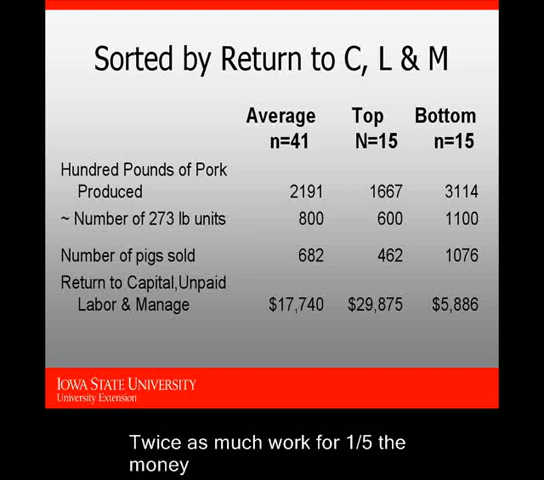 Sorted by Return to C, L & M
Average Top Bottom
n=41 N=15 n=15
Hundred Pounds of Pork
Produced 2191 1667 3114
~ Number of 273 lb units 800 600 1100
Number of pigs sold 682 462 1076
Return to Capital,Unpaid
Labor & Manage $17,740 $29,875 $5,886
IOWA STATE UNIVERSITY
University Extension
Twice as much work for 1/5 the
money